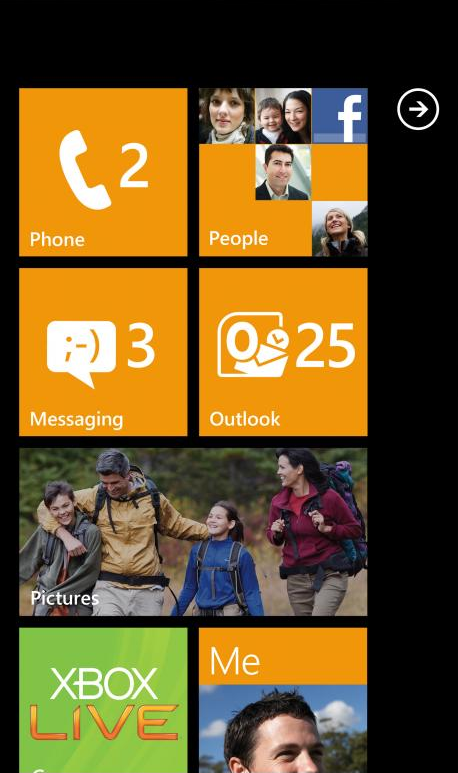 2
Phone
f
People
;-) 3
Messaging
O 25
Outlook
Pictures
XBOX
LIVE
Me